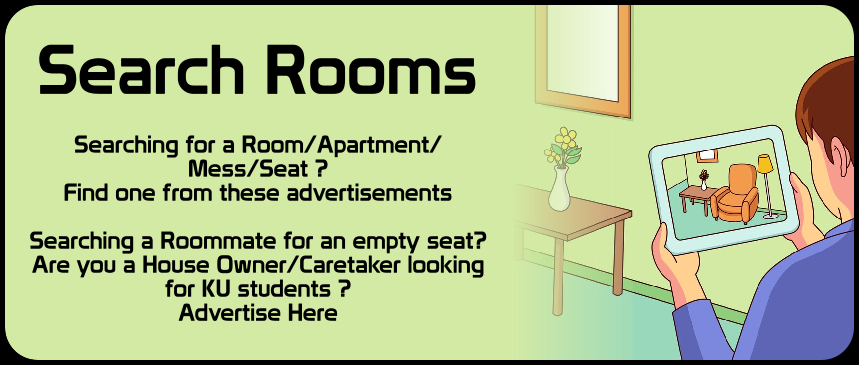 Search Rooms
Searching for a Room/Apartment/
Mess/Seat ?
Find one from these advertisements
Searching a Roommate for an empty seat?
Are you a House Owner/Caretaker looking
for KU students ?
Advertise Here